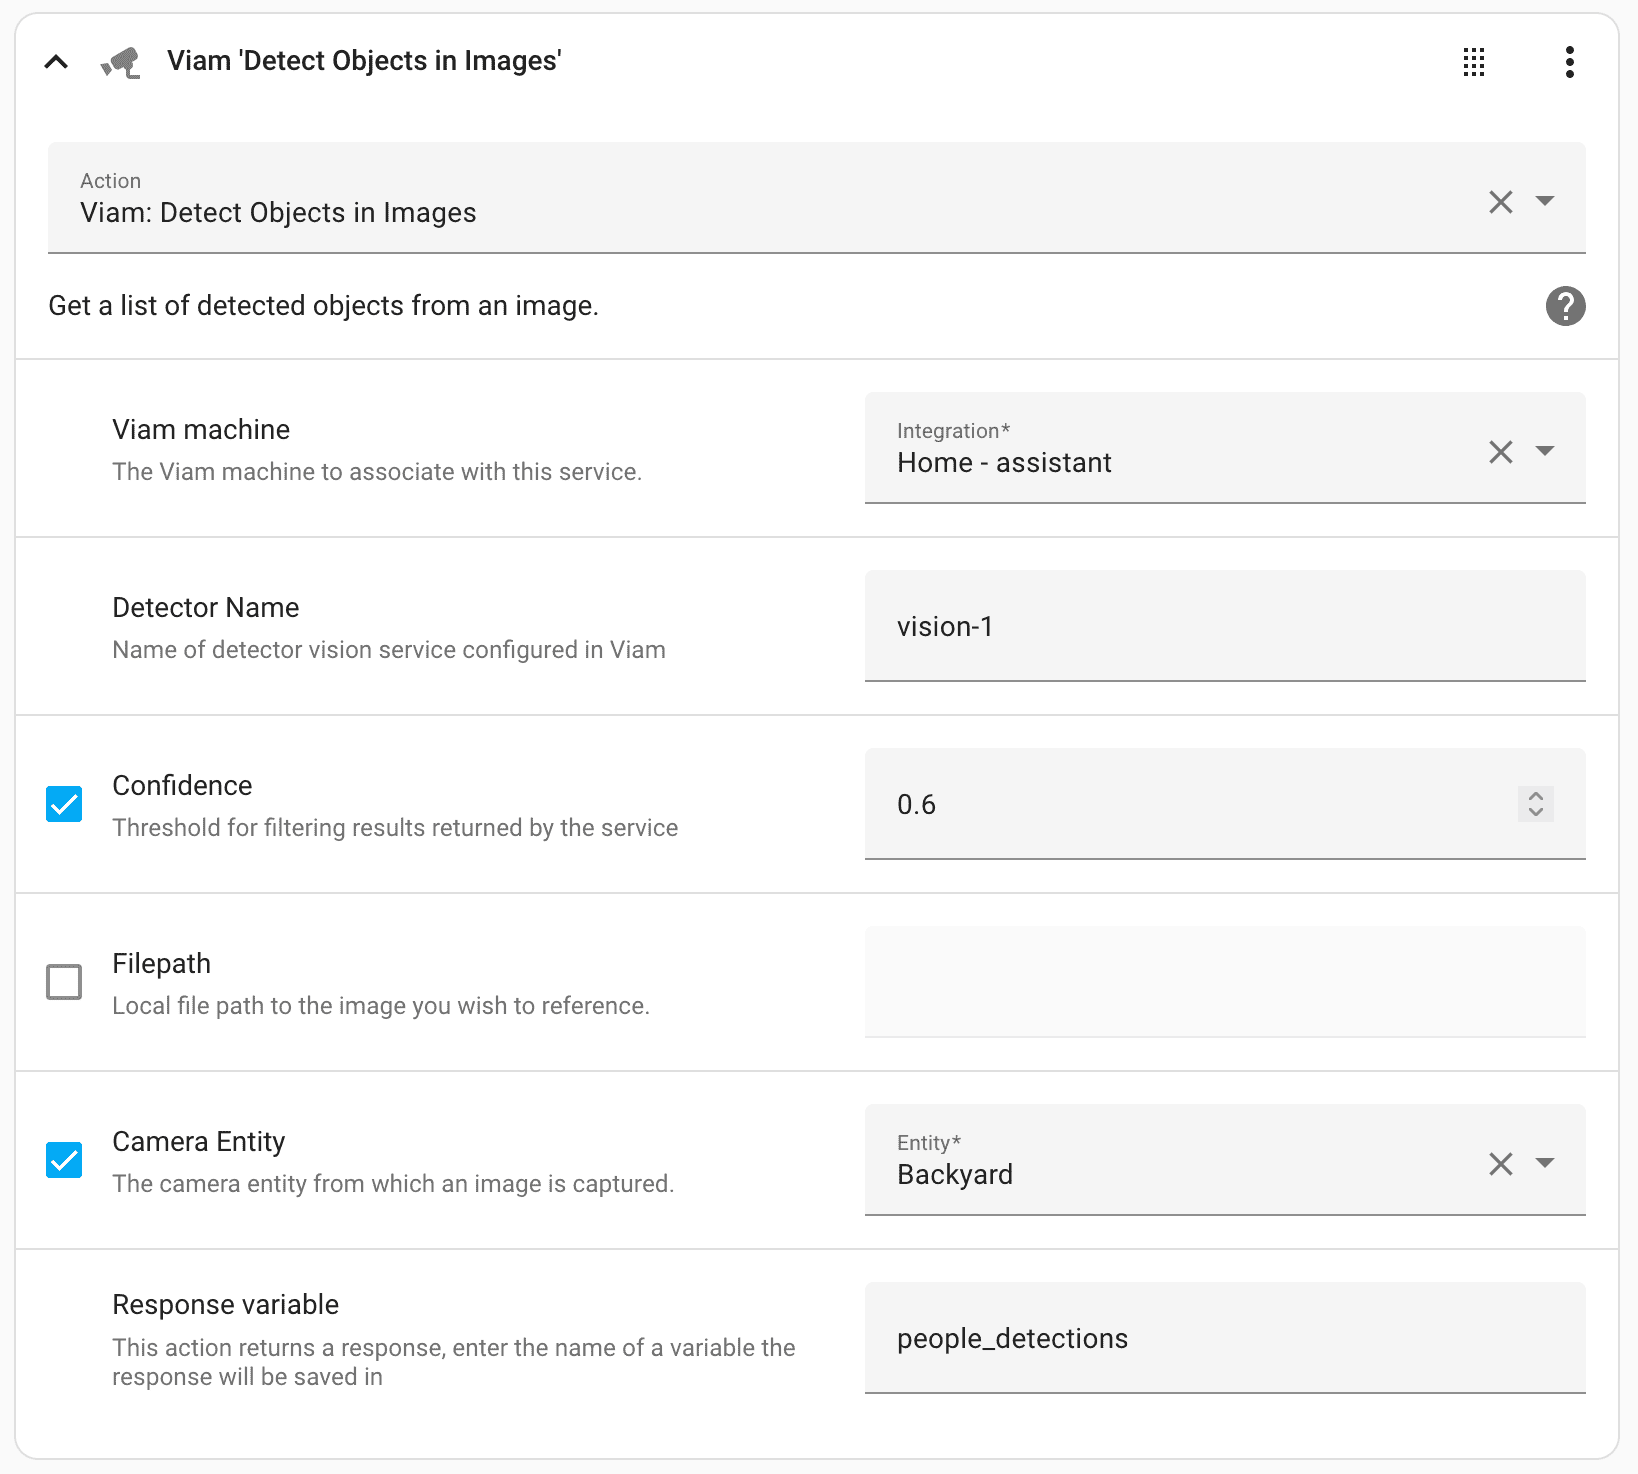 Viam 'Detect Objects in Images'
Action
Viam: Detect Objects in Images
Get a list of detected objects from an image.
Viam machine
The Viam machine to associate with this service.
Integration*
Home - assistant
Detector Name
Name of detector vision service configured in Viam
vision-1
Confidence
Threshold for filtering results returned by the service
0.6
Filepath
Local file path to the image you wish to reference.
Camera Entity
The camera entity from which an image is captured.
Entity*
Backyard
Response variable
This action returns a response, enter the name of a variable the
response will be saved in
people_detections